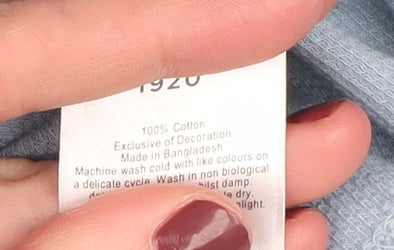 1920
100% Cotton
Exclusive of Decoration
Made in Bangladesh
Machine wash cold with like colours on
a delicate cycle. Wash in non biological
damp.
dry.